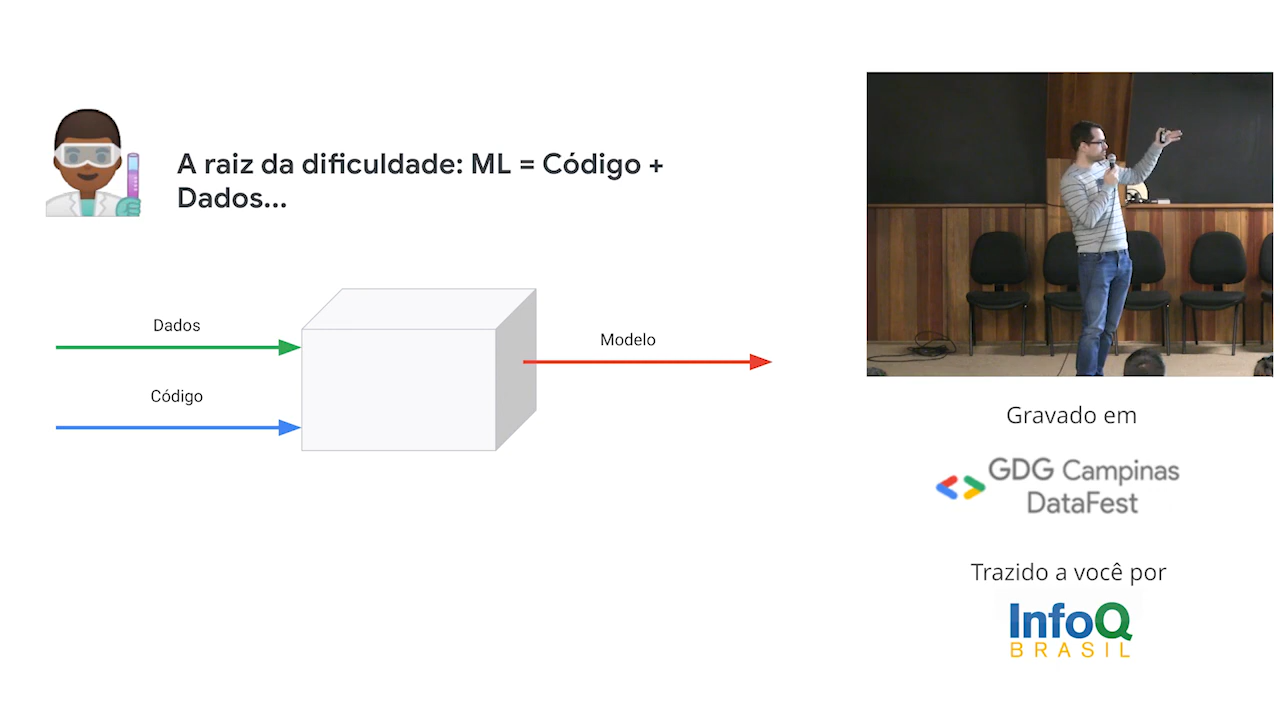 A raiz da dificuldade: ML = Código +
Dados...
Dados
Código
Modelo
Gravado em
GDG Campinas
DataFest
Trazido a você por
InfoQ
BRASIL